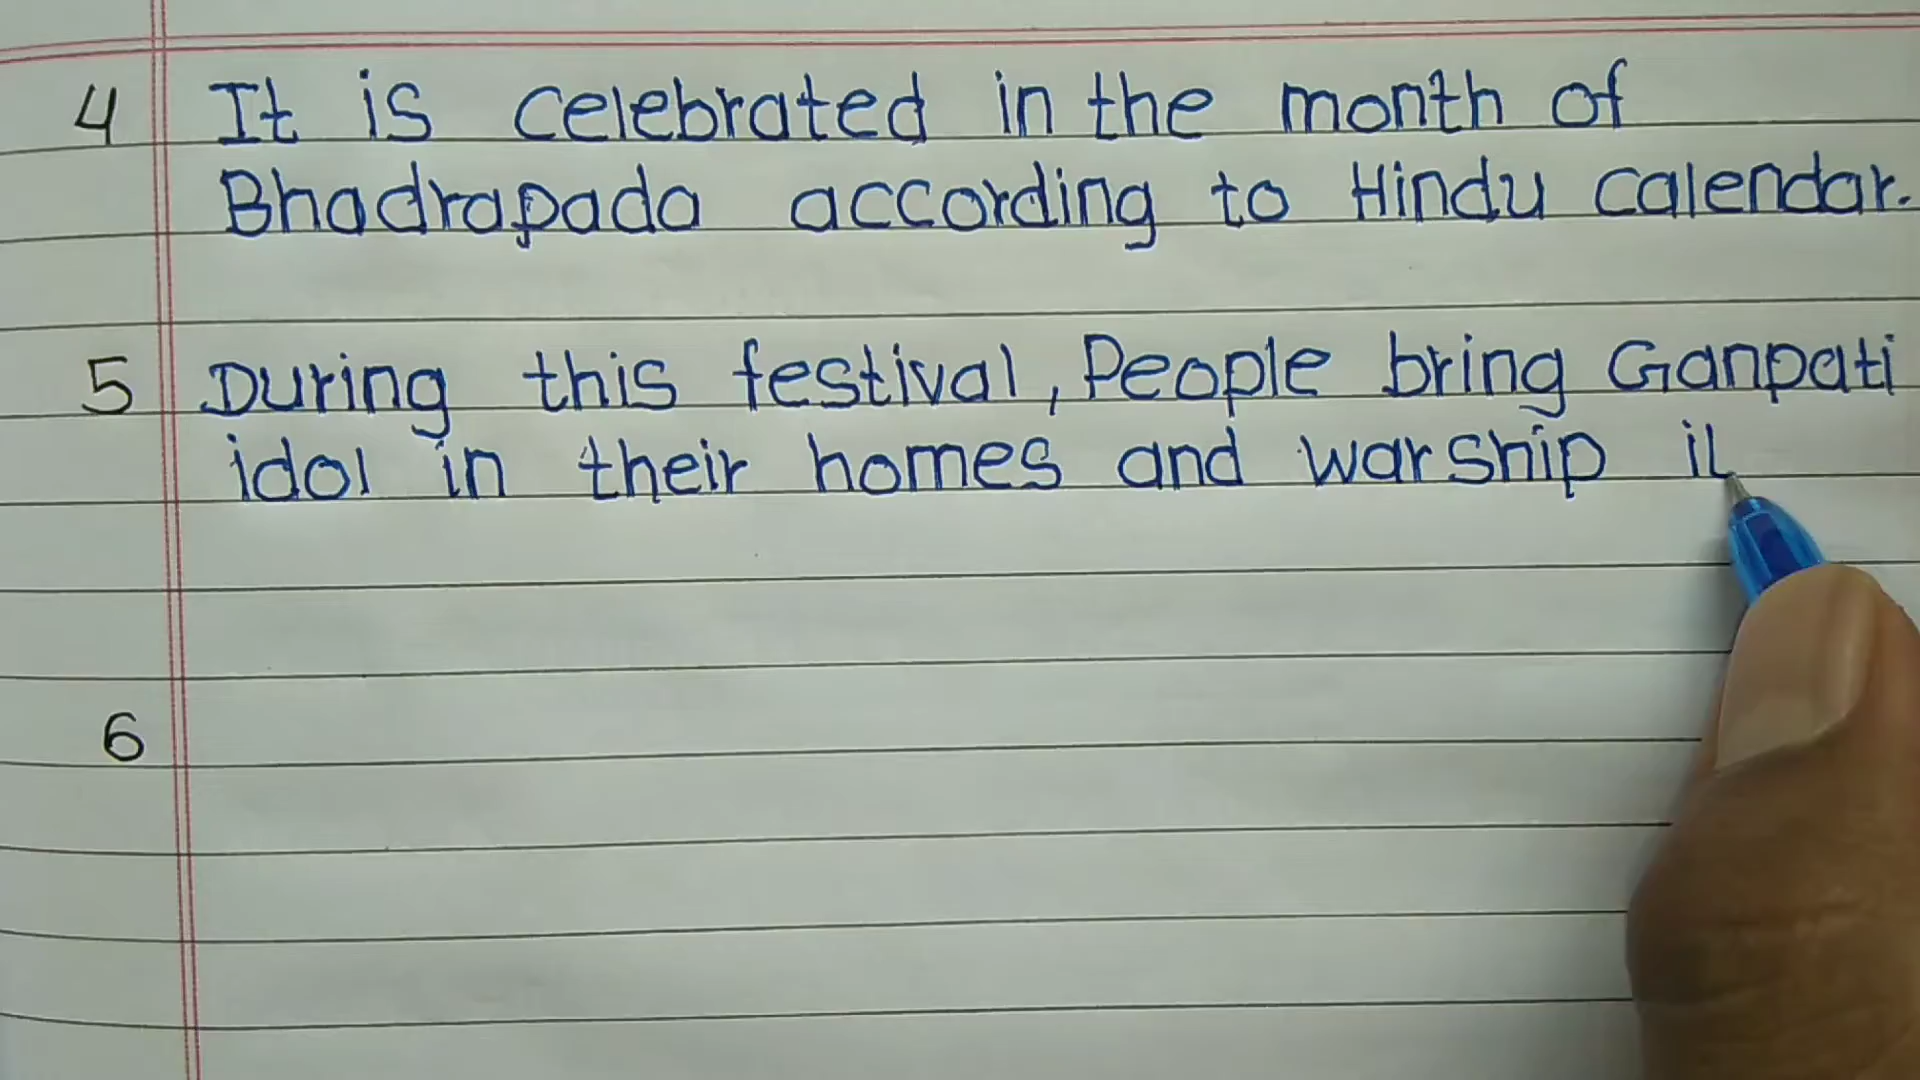 4 It is celebrated in the month of
Bhadrapada according to Hindu calendar.
5 During this festival, People bring Ganpati
idol in their homes and warship
6